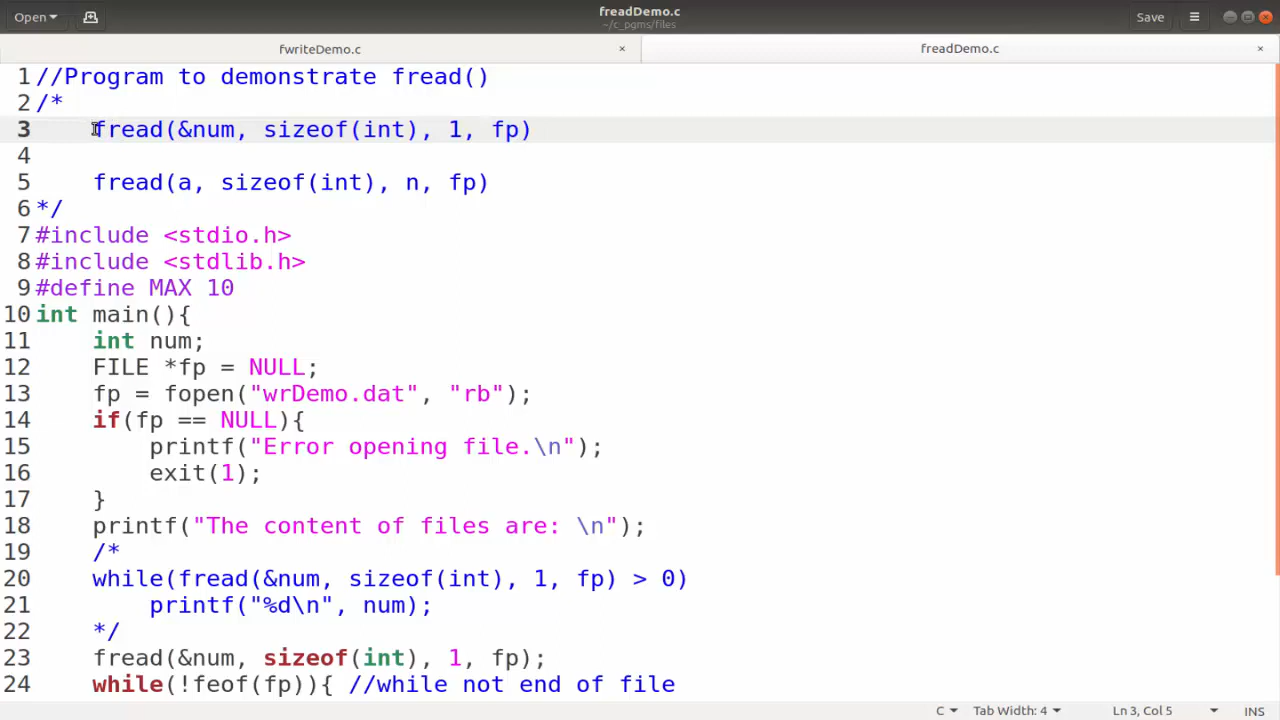 Open
freadDemo.c
~/c_pgms/files
Save
fwriteDemo.c ×
freadDemo.c ×
1 //Program to demonstrate fread()
2 /*
3 fread(&num, sizeof(int), 1, fp)
4
5 fread(a, sizeof(int), n, fp)
6 */
7 #include <stdio.h>
8 #include <stdlib.h>
9 #define MAX 10
10 int main(){
11 int num;
12 FILE *fp = NULL;
13 fp = fopen("wrDemo.dat", "rb");
14 if(fp == NULL){
15 printf("Error opening file.\n");
16 exit(1);
17 }
18 printf("The content of files are: \n");
19 /*
20 while(fread(&num, sizeof(int), 1, fp) > 0)
21 printf("%d\n", num);
22 */
23 fread(&num, sizeof(int), 1, fp);
24 while(!feof(fp)){ //while not end of file
C Tab Width: 4 Ln 3, Col 5 INS